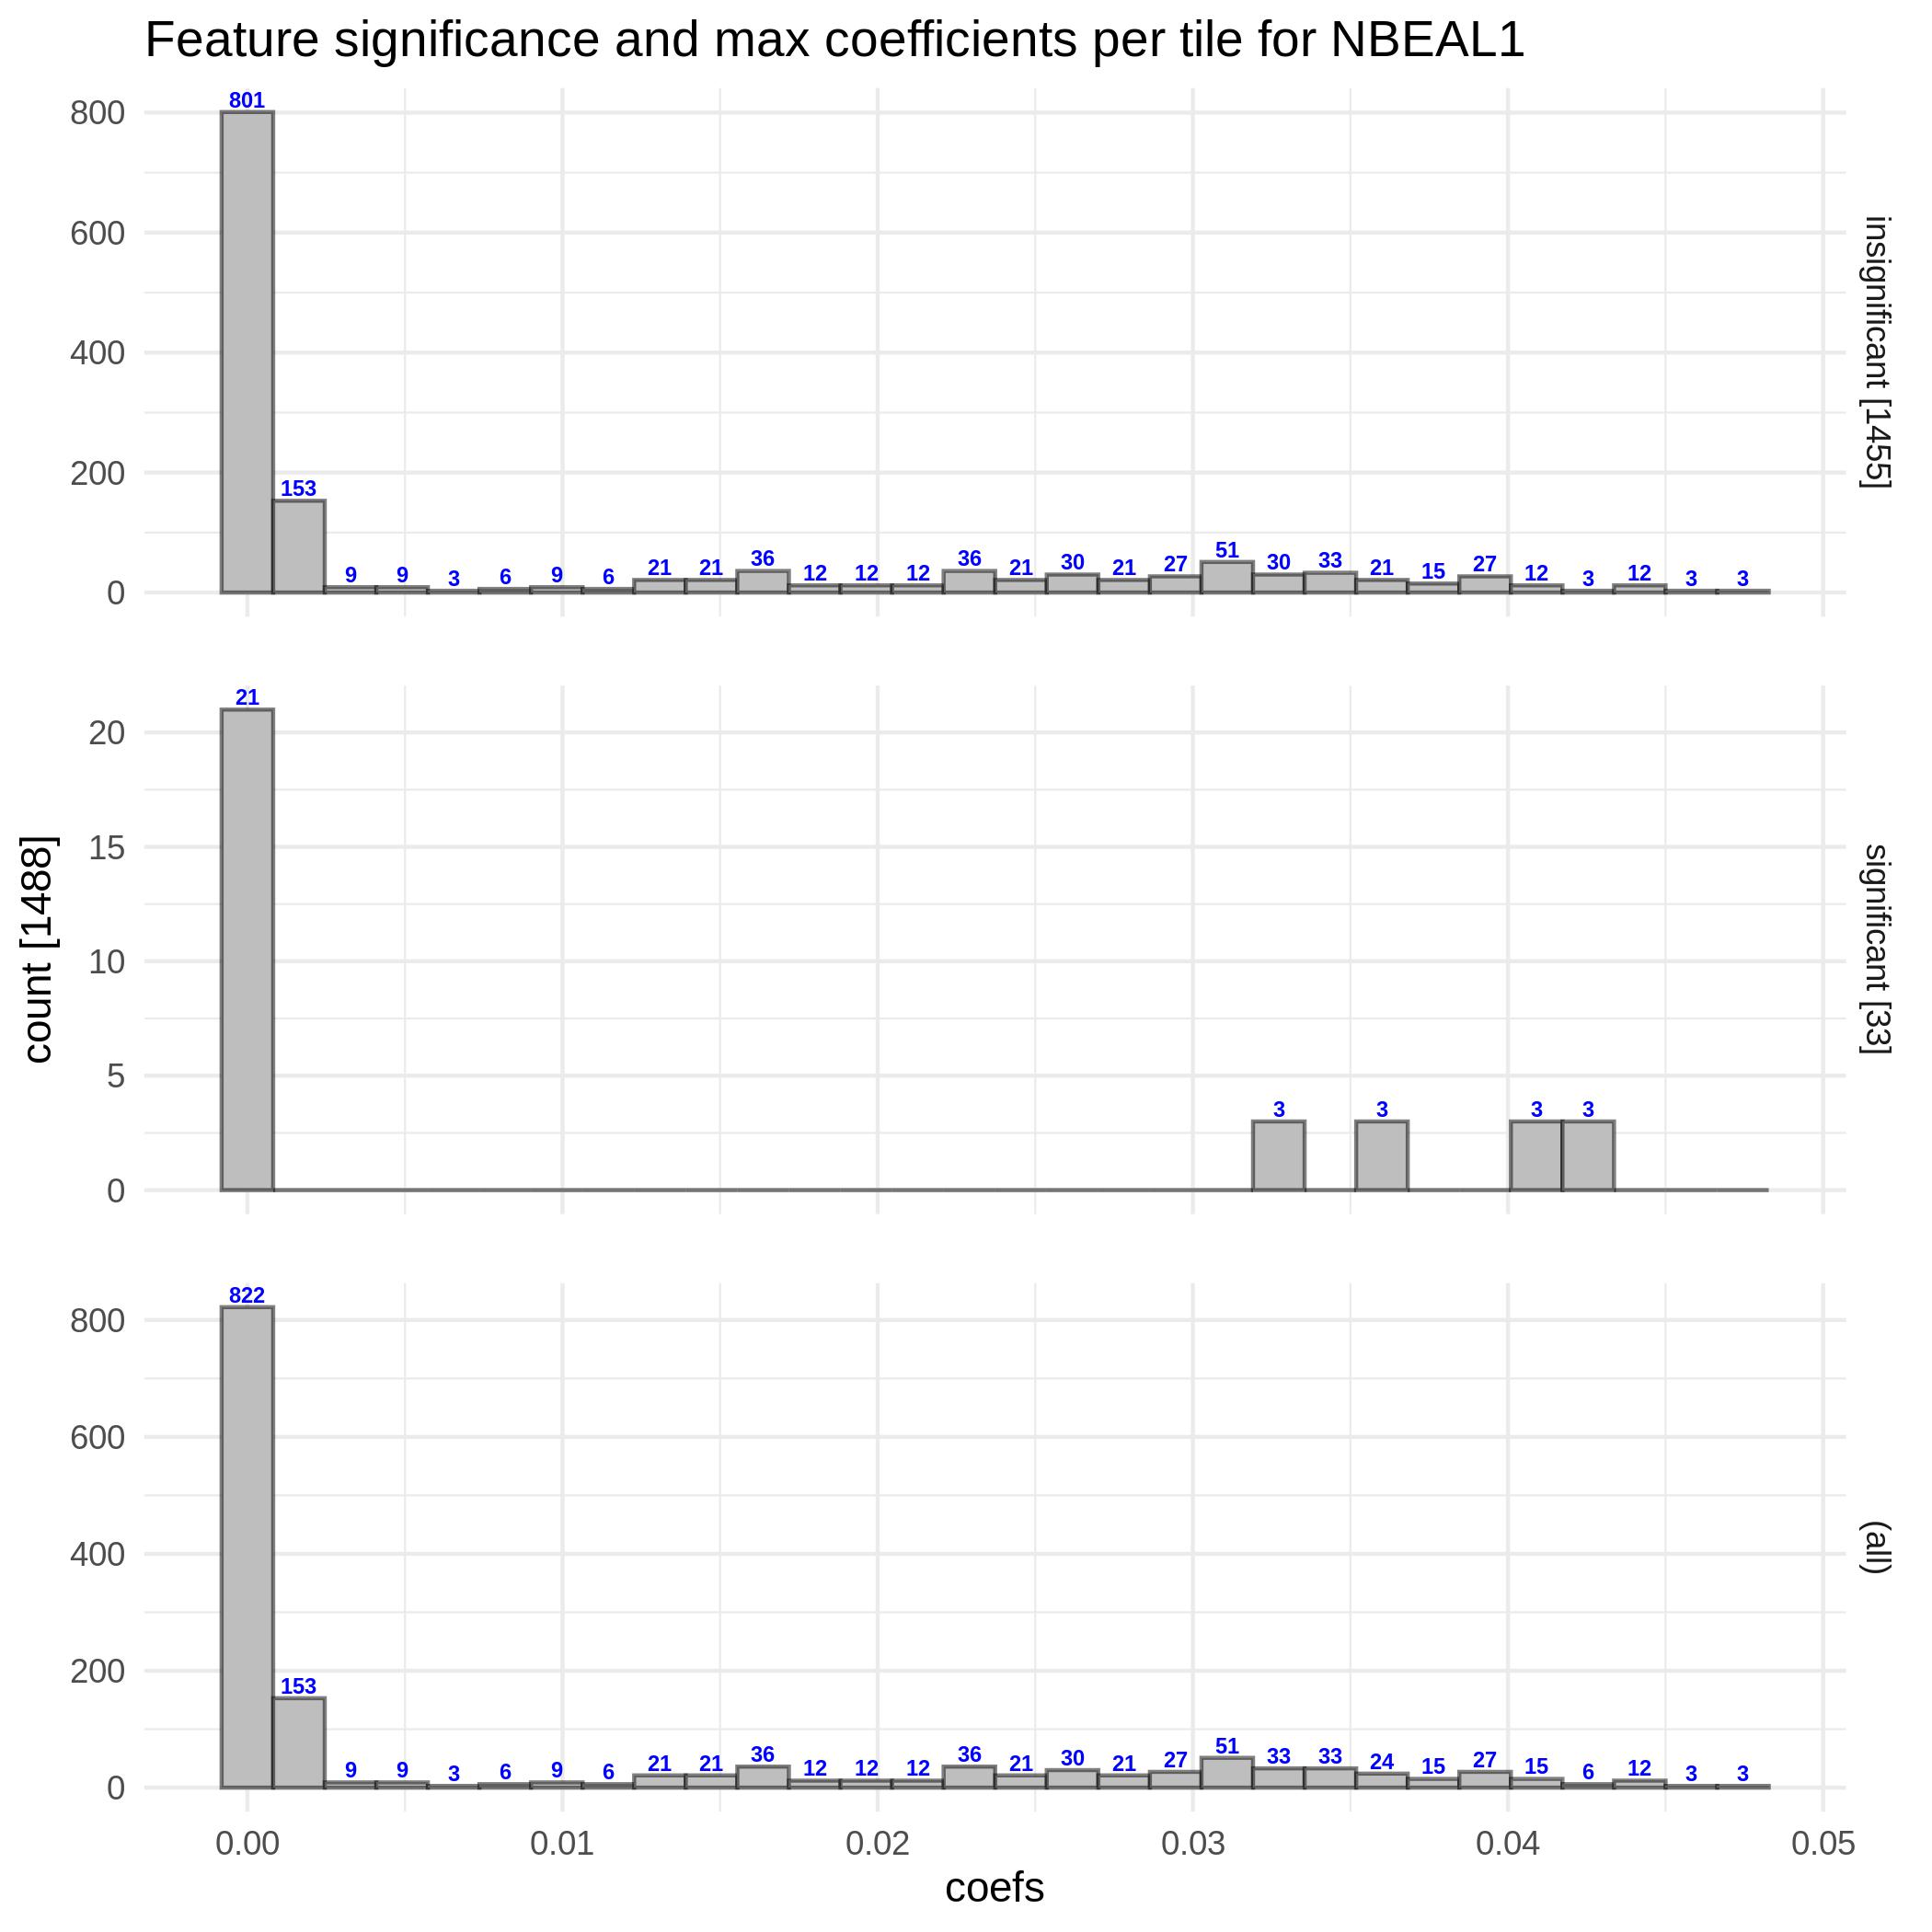 Feature significance and max coefficients per tile for NBEAL1
801
800
600
400
200
0
153
9 9 3 6 9 6 21 21 36 12 12 12 36 21 30 21 27 51 30 33 21 15 27 12 3 12 3 3
insignificant [1455]
21
20
15
10
5
0
3 3 3 3
significant [33]
count [1488]
822
800
600
400
200
0
153
9 9 3 6 9 6 21 21 36 12 12 12 36 21 30 21 27 51 33 33 24 15 27 15 6 12 3 3
(all)
0.00 0.01 0.02 0.03 0.04 0.05
coefs